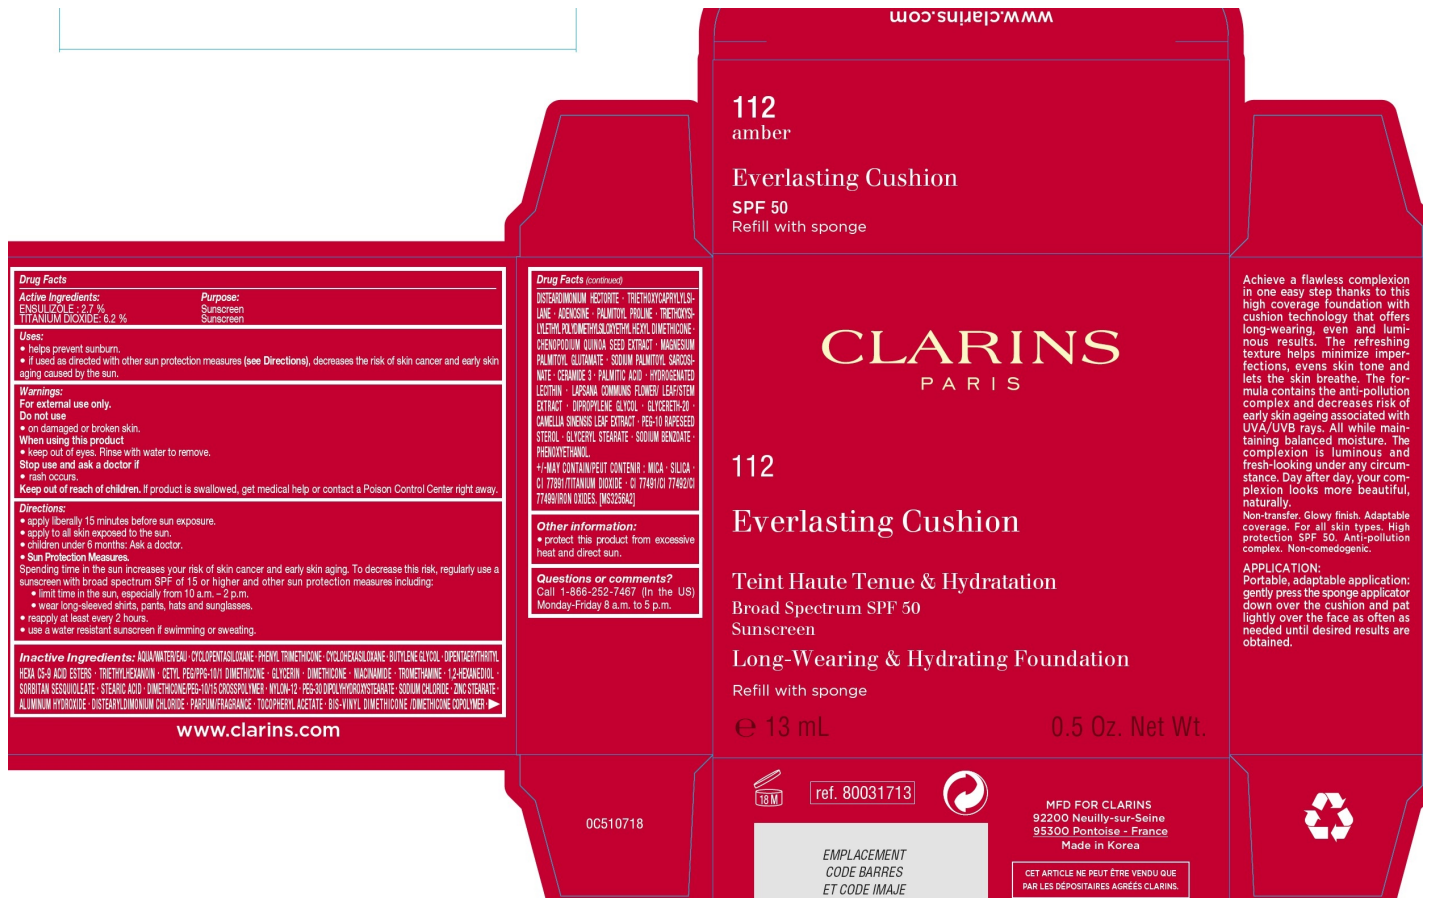 www.clarins.com
112
amber
Everlasting Cushion
SPF 50
Refill with sponge
Drug Facts
Active Ingredients: Purpose:
ENSULIZOLE : 2.7 % Sunscreen
TITANIUM DIOXIDE: 6.2 % Sunscreen
Uses:
• helps prevent sunburn.
• if used as directed with other sun protection measures (see Directions), decreases the risk of skin cancer and early skin
aging caused by the sun.
Warnings:
For external use only.
Do not use
• on damaged or broken skin.
When using this product
• keep out of eyes. Rinse with water to remove.
Stop use and ask a doctor if
• rash occurs.
Keep out of reach of children. If product is swallowed, get medical help or contact a Poison Control Center right away.
Directions:
• apply liberally 15 minutes before sun exposure.
• apply to all skin exposed to the sun.
• children under 6 months: Ask a doctor.
• Sun Protection Measures.
Spending time in the sun increases your risk of skin cancer and early skin aging. To decrease this risk, regularly use a
sunscreen with broad spectrum SPF of 15 or higher and other sun protection measures including:
• limit time in the sun, especially from 10 a.m. – 2 p.m.
• wear long-sleeved shirts, pants, hats and sunglasses.
• reapply at least every 2 hours.
• use a water resistant sunscreen if swimming or sweating.
Inactive Ingredients: AQUA/WATER/EAU · CYCLOPENTASILOXANE · PHENYL TRIMETHICONE · CYCLOHEXASILOXANE · BUTYLENE GLYCOL · DIPENTAERYTHRITYL
HEXA C5-9 ACID ESTERS · TRIETHYLHEXANOIN · CETYL PEG/PPG-10/1 DIMETHICONE · GLYCERIN · DIMETHICONE · NIACINAMIDE · TROMETHAMINE · 1,2-HEXANEDIOL ·
SORBITAN SESQUIOLEATE · STEARIC ACID · DIMETHICONE/PEG-10/15 CROSSPOLYMER · NYLON-12 · PEG-30 DIPOLYHYDROXYSTEARATE · SODIUM CHLORIDE · ZINC STEARATE ·
ALUMINUM HYDROXIDE · DISTEARYLDIMONIUM CHLORIDE · PARFUM/FRAGRANCE · TOCOPHERYL ACETATE · BIS-VINYL DIMETHICONE /DIMETHICONE COPOLYMER ·
www.clarins.com
Drug Facts (continued)
DISTEARDIMONIUM HECTORITE · TRIETHOXYCAPRYLYLSI-
LANE · ADENOSINE · PALMITOYL PROLINE · TRIETHOXYSI-
LYLETHYL POLYDIMETHYLSILOXYETHYL HEXYL DIMETHICONE ·
CHENOPODIUM QUINOA SEED EXTRACT · MAGNESIUM
PALMITOYL GLUTAMATE · SODIUM PALMITOYL SARCOSI-
NATE · CERAMIDE 3 · PALMITIC ACID · HYDROGENATED
LECITHIN · LAPSANA COMMUNIS FLOWER/ LEAF/STEM
EXTRACT · DIPROPYLENE GLYCOL · GLYCERETH-20 ·
CAMELLIA SINENSIS LEAF EXTRACT · PEG-10 RAPESEED
STEROL · GLYCERYL STEARATE · SODIUM BENZOATE ·
PHENOXYETHANOL.
+/-MAY CONTAIN/PEUT CONTENIR : MICA · SILICA ·
CI 77891/TITANIUM DIOXIDE · CI 77491/CI 77492/CI
77499/IRON OXIDES. [MS3256A2]
Other information:
• protect this product from excessive
heat and direct sun.
Questions or comments?
Call 1-866-252-7467 (In the US)
Monday-Friday 8 a.m. to 5 p.m.
0C510718
CLARINS
PARIS
112
Everlasting Cushion
Teint Haute Tenue & Hydratation
Broad Spectrum SPF 50
Sunscreen
Long-Wearing & Hydrating Foundation
Refill with sponge
℮ 13 mL 0.5 Oz. Net Wt.
18 M
ref. 80031713
EMPLACEMENT
CODE BARRES
ET CODE IMAJE
MFD FOR CLARINS
92200 Neuilly-sur-Seine
95300 Pontoise - France
Made in Korea
CET ARTICLE NE PEUT ÊTRE VENDU QUE
PAR LES DÉPOSITAIRES AGRÉÉS CLARINS.
Achieve a flawless complexion
in one easy step thanks to this
high coverage foundation with
cushion technology that offers
long-wearing, even and lumi-
nous results. The refreshing
texture helps minimize imper-
fections, evens skin tone and
lets the skin breathe. The for-
mula contains the anti-pollution
complex and decreases risk of
early skin ageing associated with
UVA/UVB rays. All while main-
taining balanced moisture. The
complexion is luminous and
fresh-looking under any circum-
stance. Day after day, your com-
plexion looks more beautiful,
naturally.
Non-transfer. Glowy finish. Adaptable
coverage. For all skin types. High
protection SPF 50. Anti-pollution
complex. Non-comedogenic.
APPLICATION:
Portable, adaptable application:
gently press the sponge applicator
down over the cushion and pat
lightly over the face as often as
needed until desired results are
obtained.